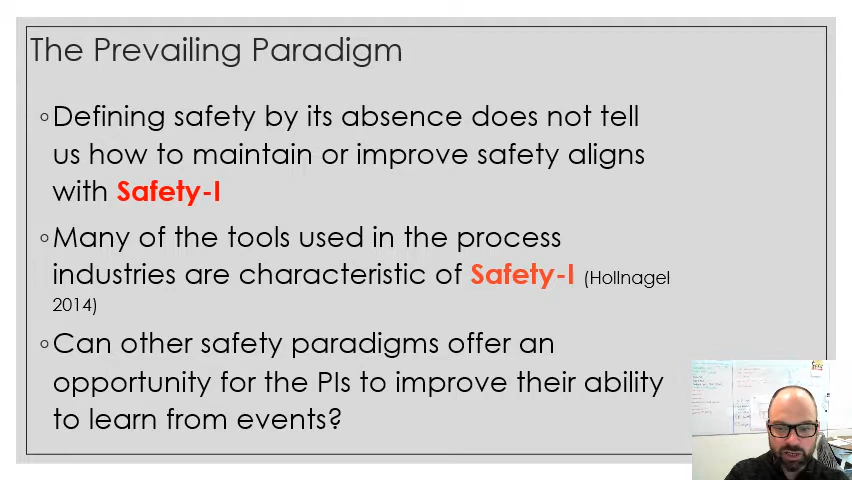 The Prevailing Paradigm
◦Defining safety by its absence does not tell
us how to maintain or improve safety aligns
with Safety-I
◦Many of the tools used in the process
industries are characteristic of Safety-I (Hollnagel
2014)
◦Can other safety paradigms offer an
opportunity for the PIs to improve their ability
to learn from events?